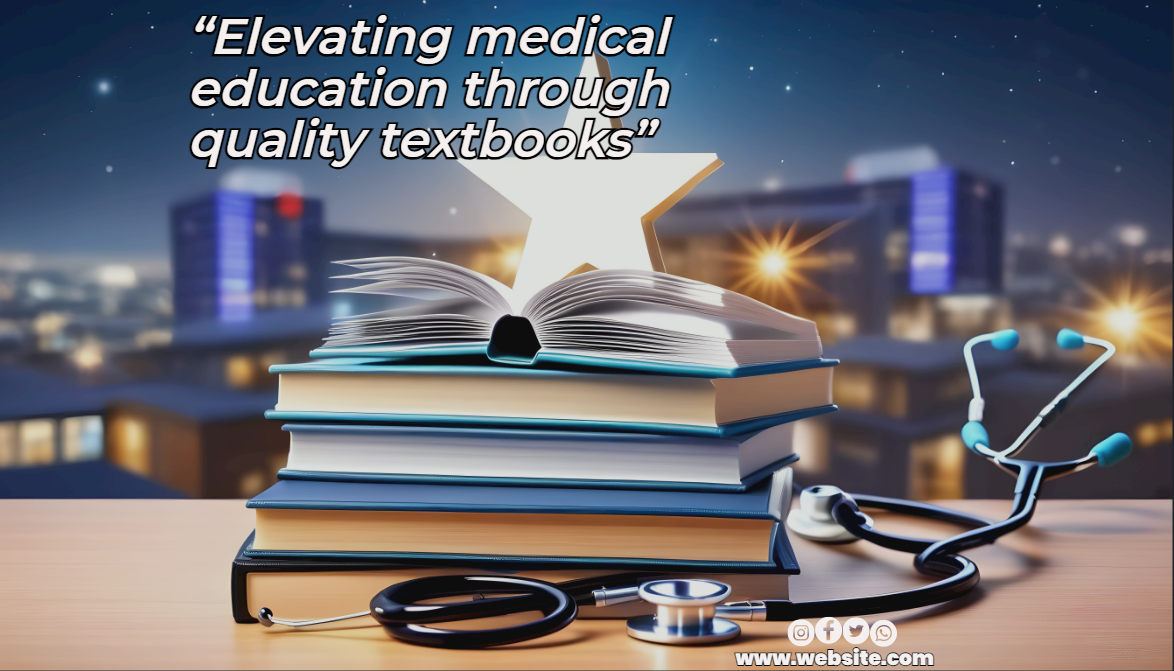 “Elevating medical
education through
quality textbooks”
www.website.com